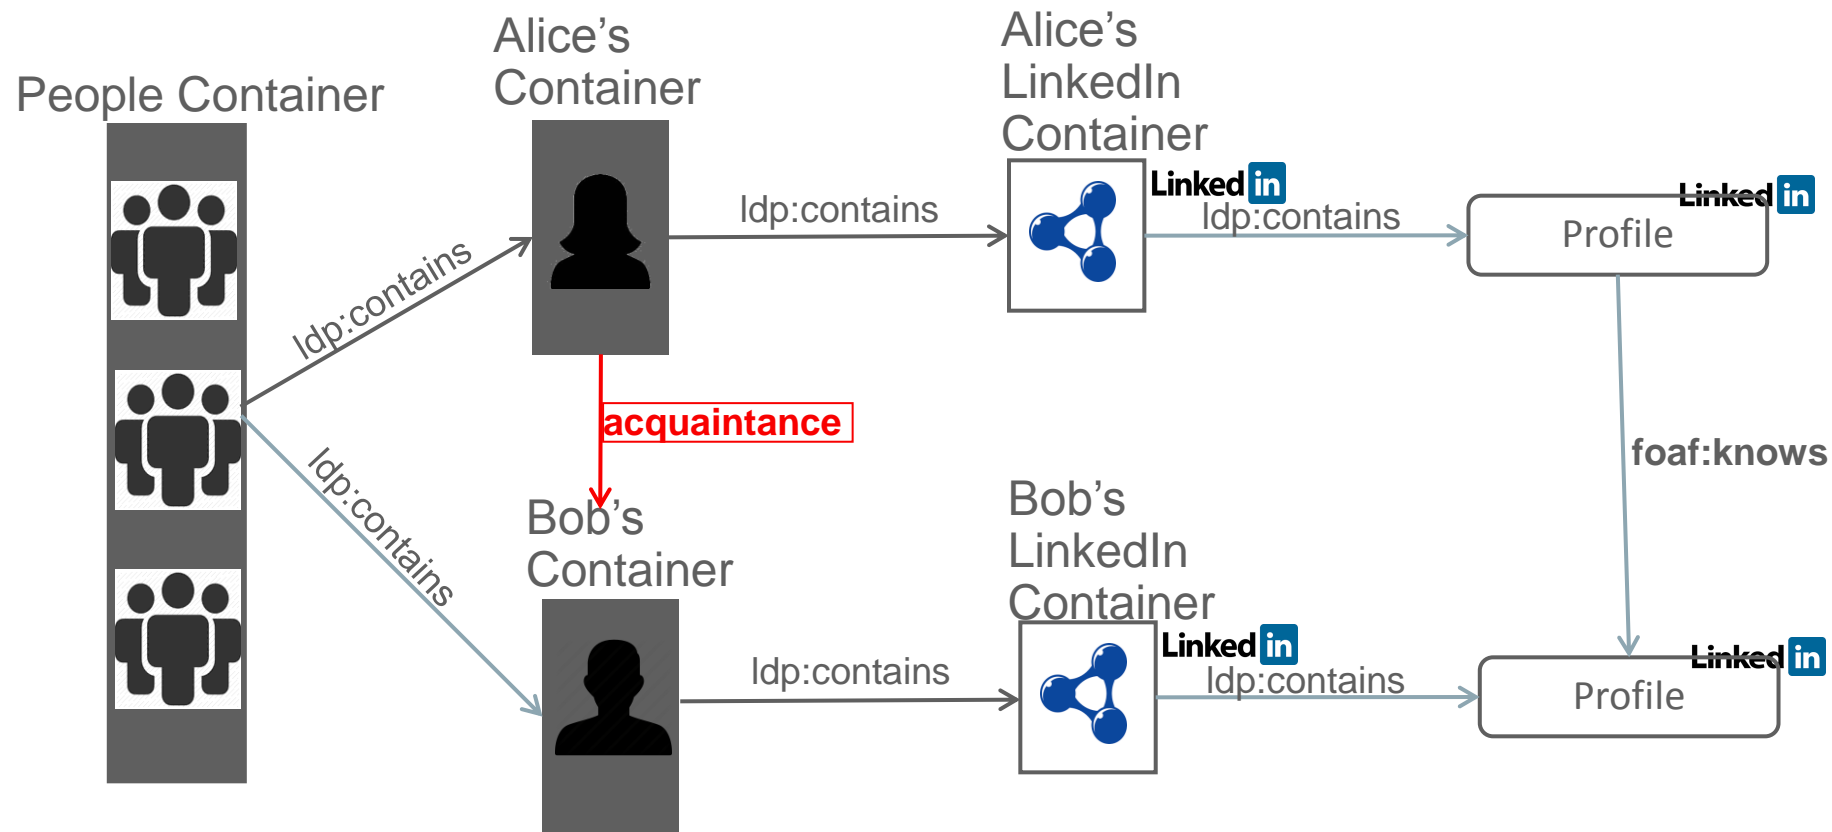 People Container
Alice’s
Container
Alice’s
LinkedIn
Container
ldp:contains
ldp:contains
Linked in
ldp:contains
Linked in
Profile
acquaintance
foaf:knows
ldp:contains
Bob’s
Container
Bob’s
LinkedIn
Container
ldp:contains
Linked in
ldp:contains
Linked in
Profile